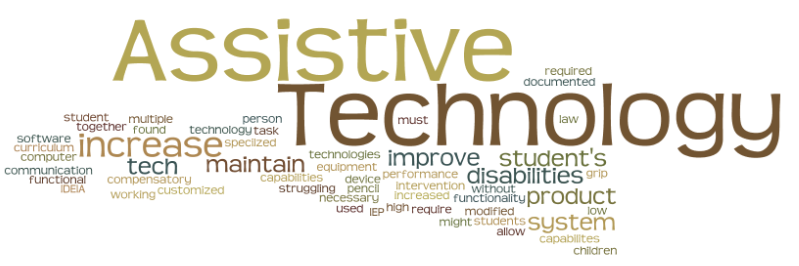 Assistive
required
documented
Technology
must
law
student
multiple
person
together
found
technology
task
software
increase
speciized
curriculum
computer
tech
maintain
technologies
improve
student's
communication
equipment
performance
disabilities
grip
functional
compensatory
capabilities
device
intervention
without
product
IDEIA
customized
struggling
pencil
increased
functionality
working
necessary
used
IEP
high
require
modified
low
might
students
system
allow
capabilites
children